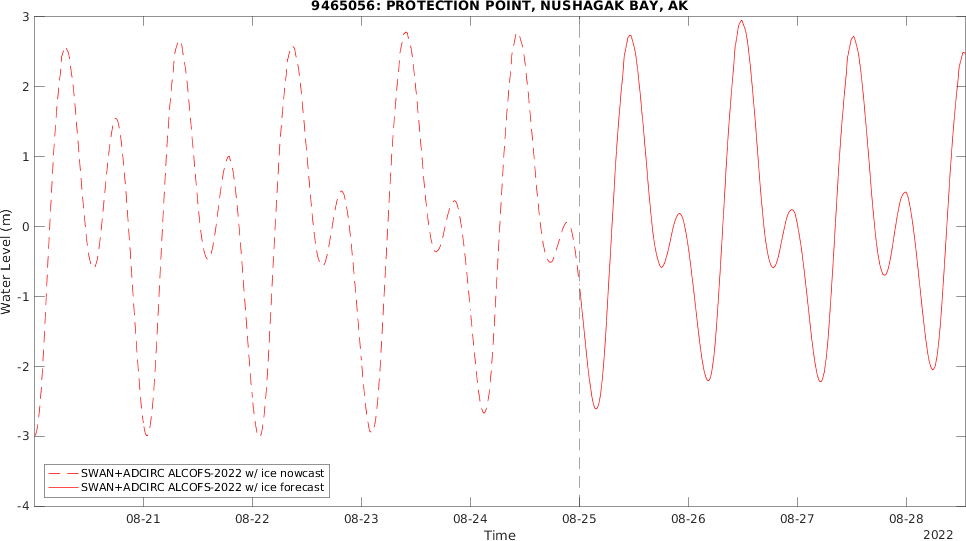 9465056: PROTECTION POINT, NUSHAGAK BAY, AK
Water Level (m)
3
2
1
0
-1
-2
-3
-4
SWAN+ADCIRC ALCOFS-2022 w/ ice nowcast
SWAN+ADCIRC ALCOFS-2022 w/ ice forecast
08-21 08-22 08-23 08-24 08-25 08-26 08-27 08-28
Time
2022